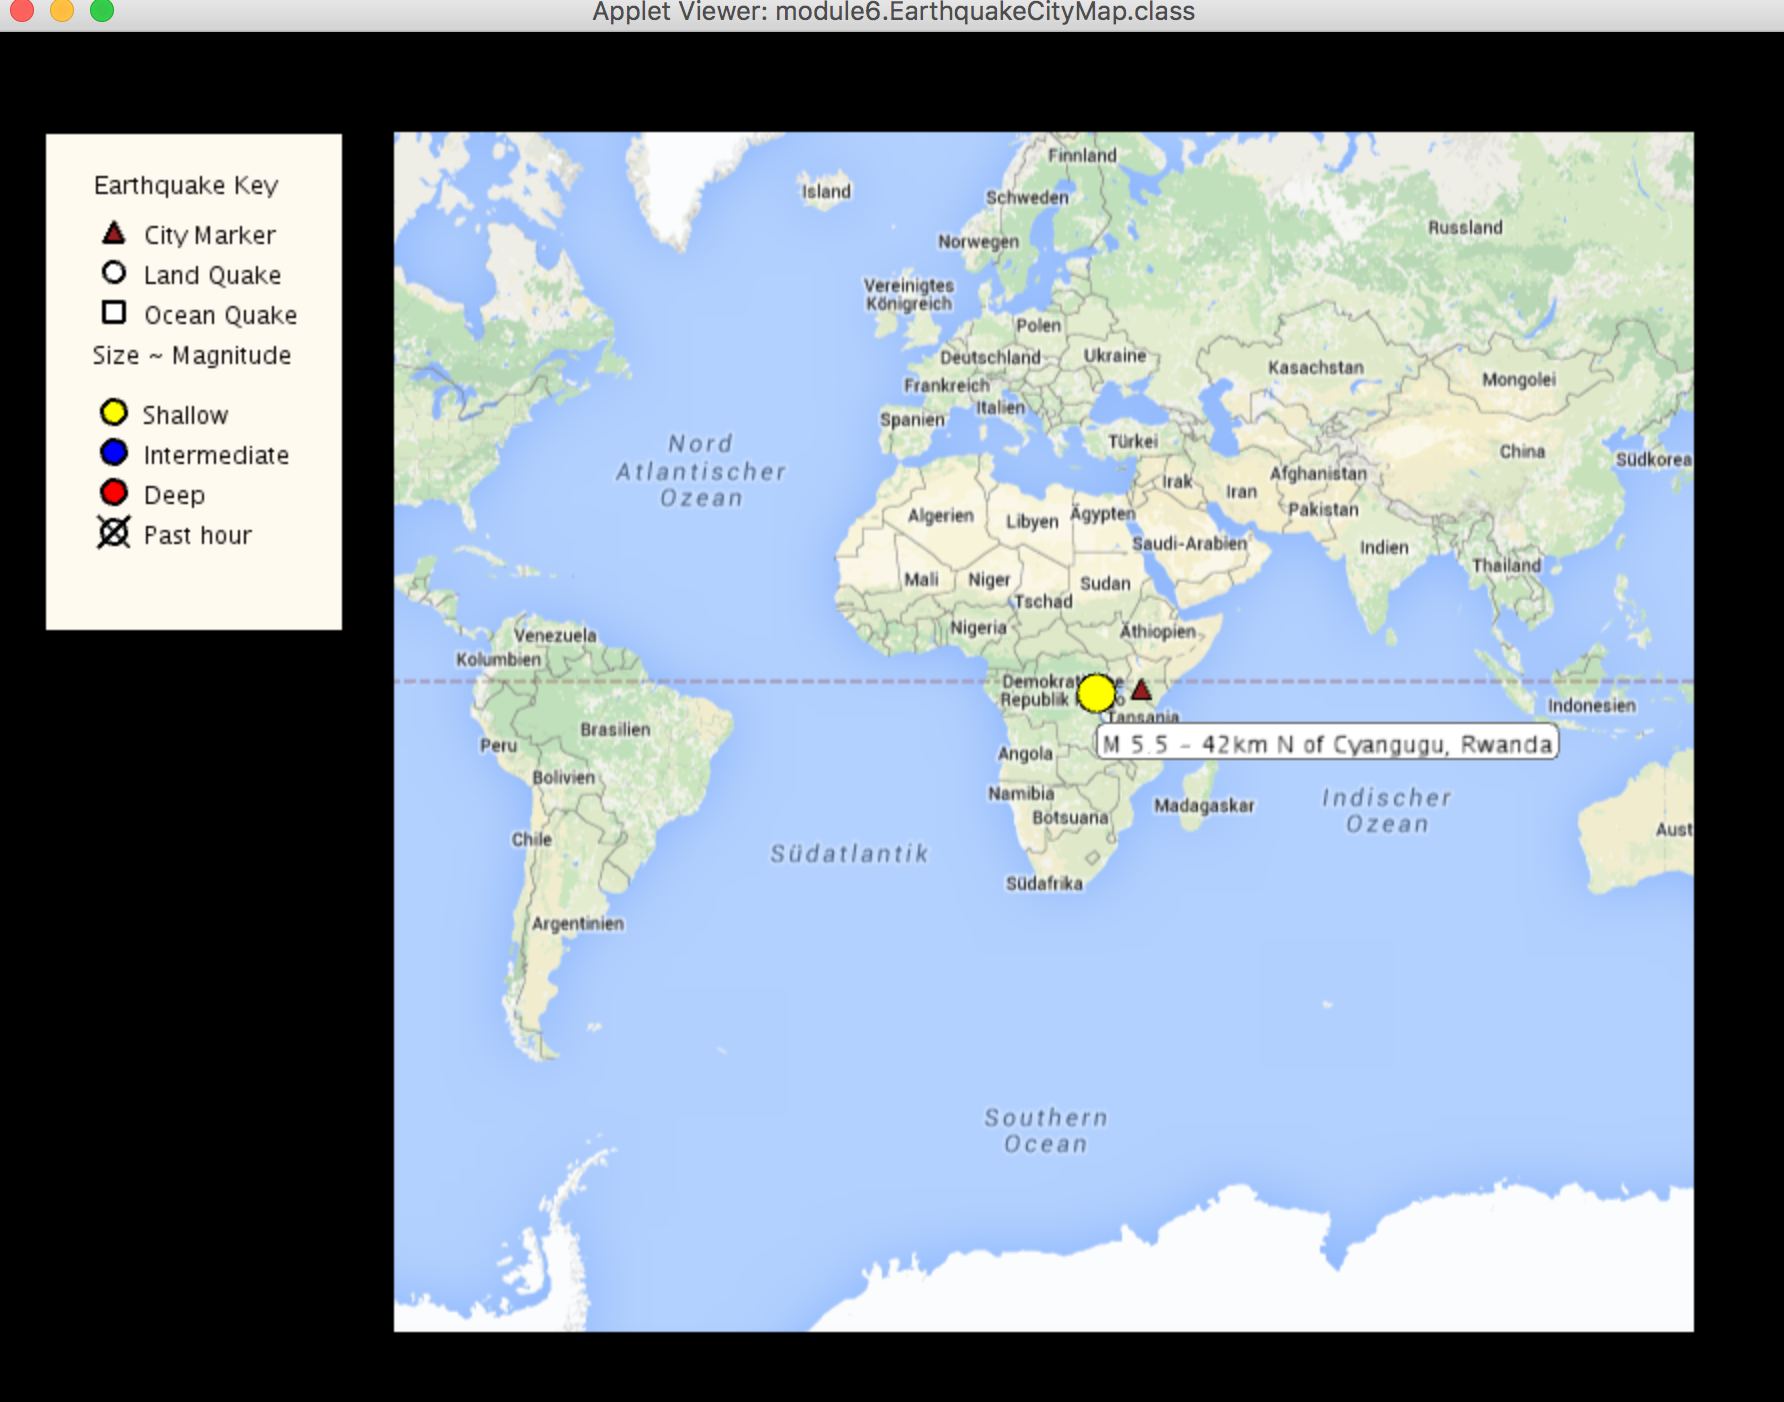 Applet Viewer: module6.EarthquakeCityMap.class
Earthquake Key
City Marker
Land Quake
Ocean Quake
Size ~ Magnitude
Shallow
Intermediate
Deep
Past hour
Finnland
Island
Schweden
Russland
Norwegen
Vereinigtes
Königreich
Polen
Deutschland
Ukraine
Kasachstan
Mongolei
Frankreich
Italien
Spanien
Türkei
Nord
Atlantischer
Ozean
China
Südkorea
Afghanistan
Irak
Iran
Pakistan
Algerien
Libyen
Ägypten
Saudi-Arabien
Indien
Thailand
Mali
Niger
Sudan
Tschad
Nigeria
Äthiopien
Venezuela
Kolumbien
Republik
Tansania
Indonesien
Brasilien
Peru
M 5.5 - 42km N of Cyangugu, Rwanda
Angola
Bolivien
Namibia
Madagaskar
Indischer
Ozean
Botsuana
Chile
Aust
Südatlantik
Südafrika
Argentinien
Southern
Ocean